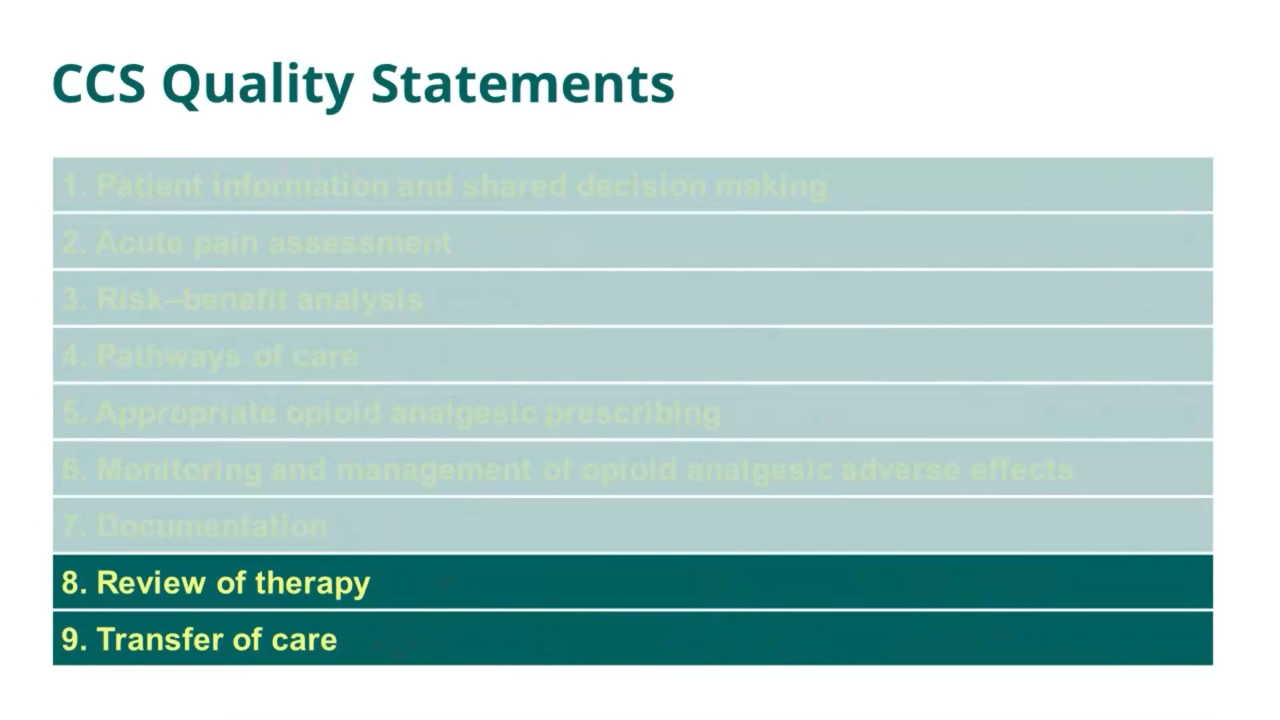 CCS Quality Statements
1. Patient information and shared decision making
2. Acute pain assessment
3. Risk–benefit analysis
4. Pathways of care
5. Appropriate opioid analgesic prescribing
6. Monitoring and management of opioid analgesic adverse effects
7. Documentation
8. Review of therapy
9. Transfer of care